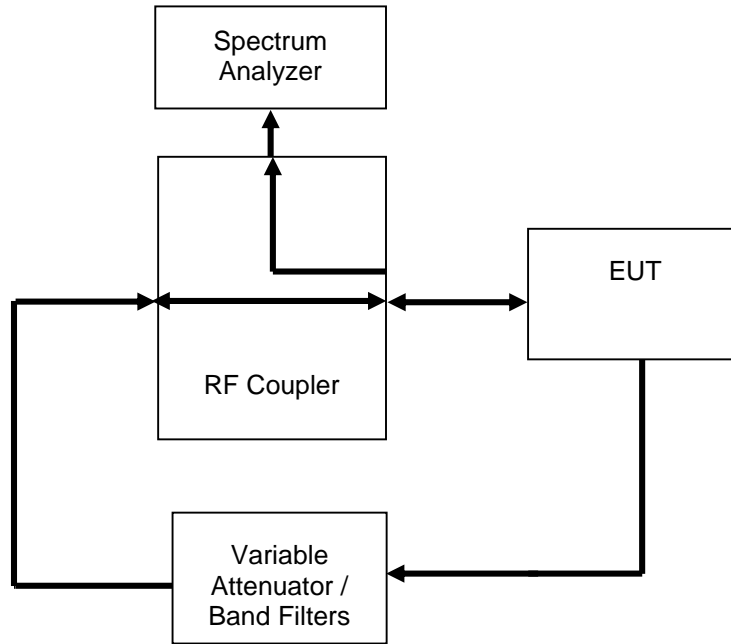 Spectrum
Analyzer
EUT
RF Coupler
Variable
Attenuator /
Band Filters